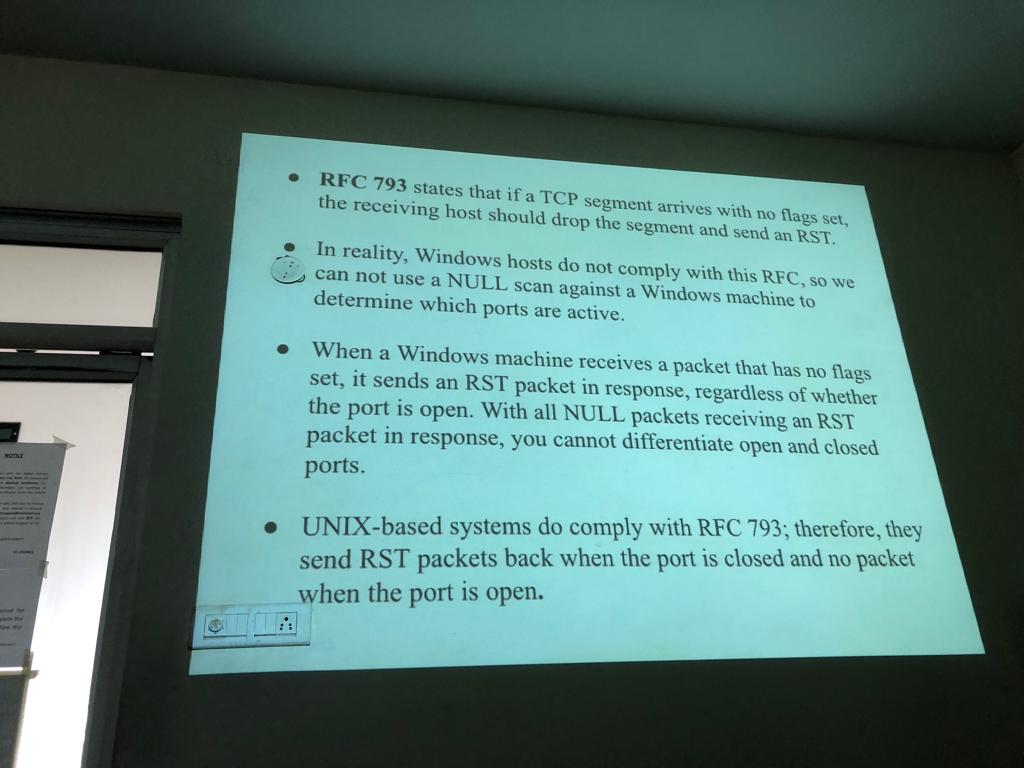 • RFC 793 states that if a TCP segment arrives with no flags set,
the receiving host should drop the segment and send an RST.
• In reality, Windows hosts do not comply with this RFC, so we
can not use a NULL scan against a Windows machine to
determine which ports are active.
• When a Windows machine receives a packet that has no flags
set, it sends an RST packet in response, regardless of whether
the port is open. With all NULL packets receiving an RST
packet in response, you cannot differentiate open and closed
ports.
• UNIX-based systems do comply with RFC 793; therefore, they
send RST packets back when the port is closed and no packet
when the port is open.
NOTICE